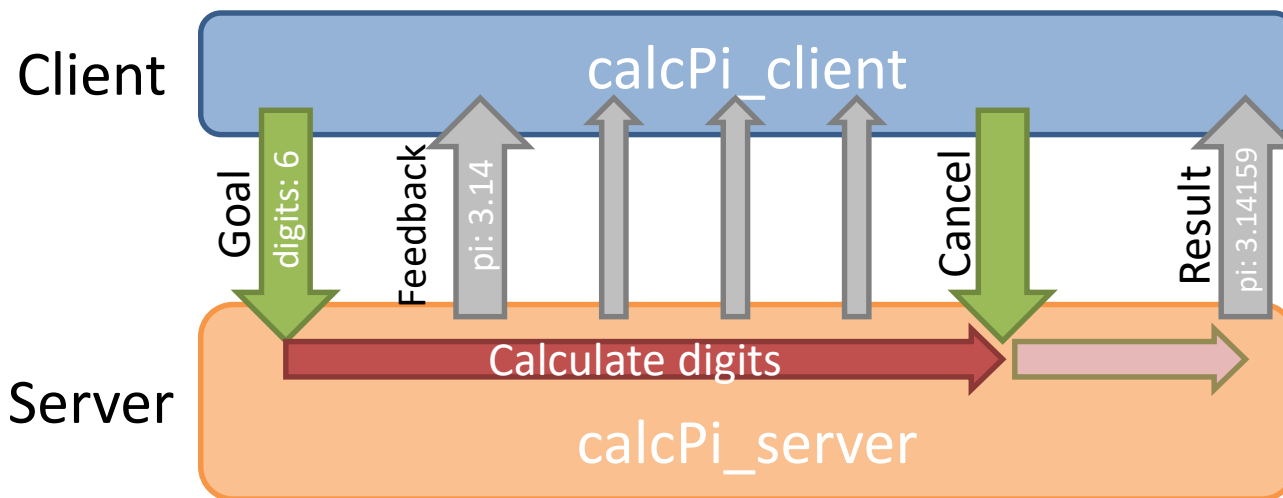 Client
calcPi_client
Goal
digits: 6
Feedback
pi: 3.14
Cancel
Result
pi: 3.14159
Calculate digits
Server
calcPi_server